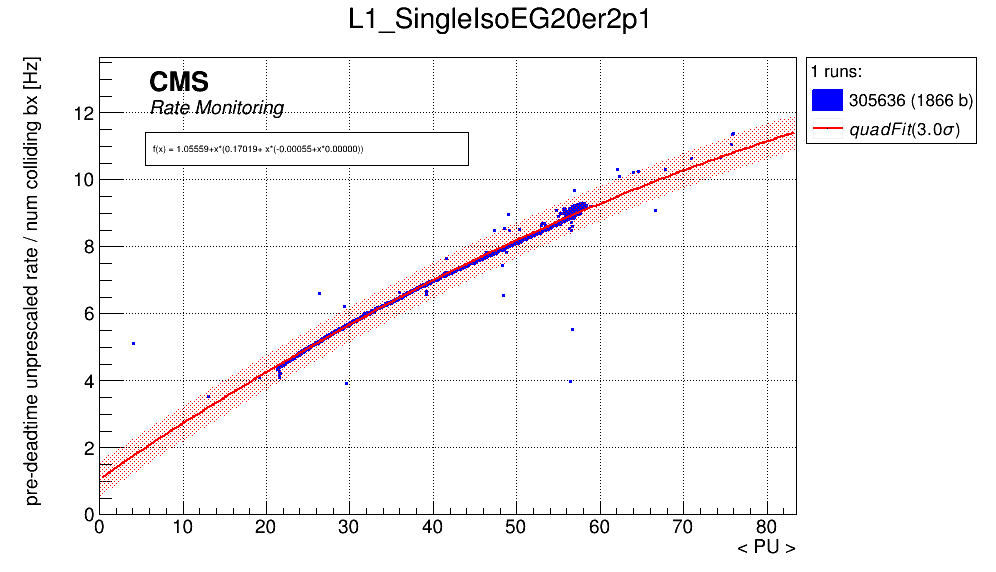 L1_SingleIsoEG20er2p1
pre-deadtime unprescaled rate / num colliding bx [Hz]
CMS
Rate Monitoring
f(x) = 1.05559+x*(0.17019+ x*(-0.00055+x*0.00000))
1 runs:
305636 (1866 b)
quadFit(3.0σ)
12
10
8
6
4
2
0
0 10 20 30 40 50 60 70 80
< PU >